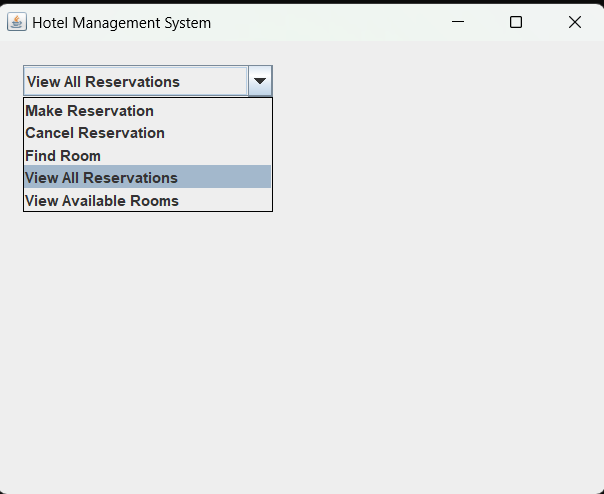 Hotel Management System
View All Reservations
Make Reservation
Cancel Reservation
Find Room
View All Reservations
View Available Rooms